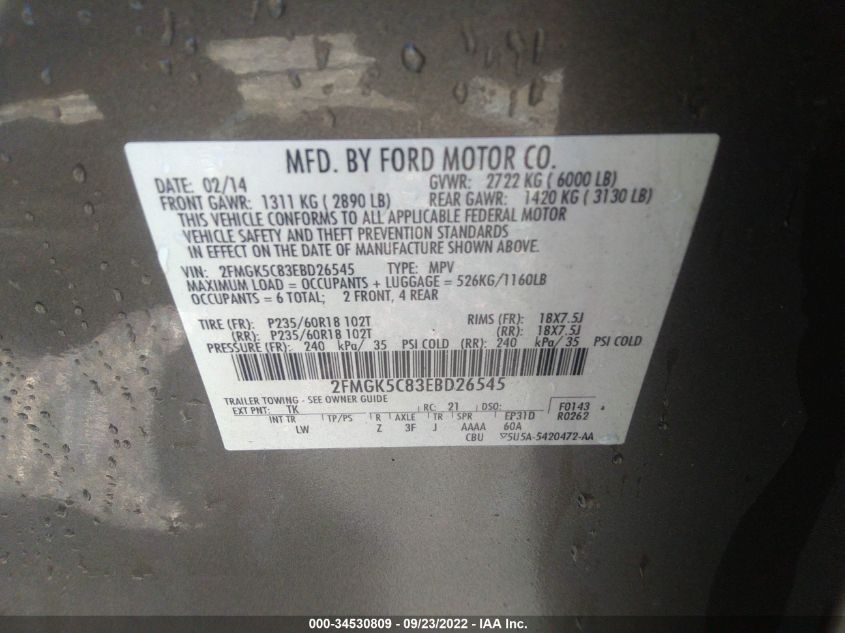 MFD. BY FORD MOTOR CO.
DATE: 02/14 GVWR: 2722 KG ( 6000 LB)
FRONT GAWR: 1311 KG ( 2890 LB) REAR GAWR: 1420 KG ( 3130 LB)
THIS VEHICLE CONFORMS TO ALL APPLICABLE FEDERAL MOTOR
VEHICLE SAFETY AND THEFT PREVENTION STANDARDS
IN EFFECT ON THE DATE OF MANUFACTURE SHOWN ABOVE.
VIN: 2FMGK5C83EBD26545 TYPE: MPV
MAXIMUM LOAD = OCCUPANTS + LUGGAGE = 526KG/1160LB
OCCUPANTS = 6 TOTAL; 2 FRONT, 4 REAR
TIRE (FR): P235/60R18 102T RIMS (FR): 18X7.5J
(RR): P235/60R18 102T (RR): 18X7.5J
PRESSURE (FR): 240 kPa/ 35 PSI COLD (RR): 240 kPa/ 35 PSI COLD
2FMGK5C83EBD26545
TRAILER TOWING - SEE OWNER GUIDE
EXT PNT: TK RC: 21 DSO: F0143
INT TR TP/PS R AXLE TR SPR EP31D R0262
LW Z 3F J AAAA 60A
CBU 5U5A-5420472-AA
000-34530809 - 09/23/2022 - IAA Inc.